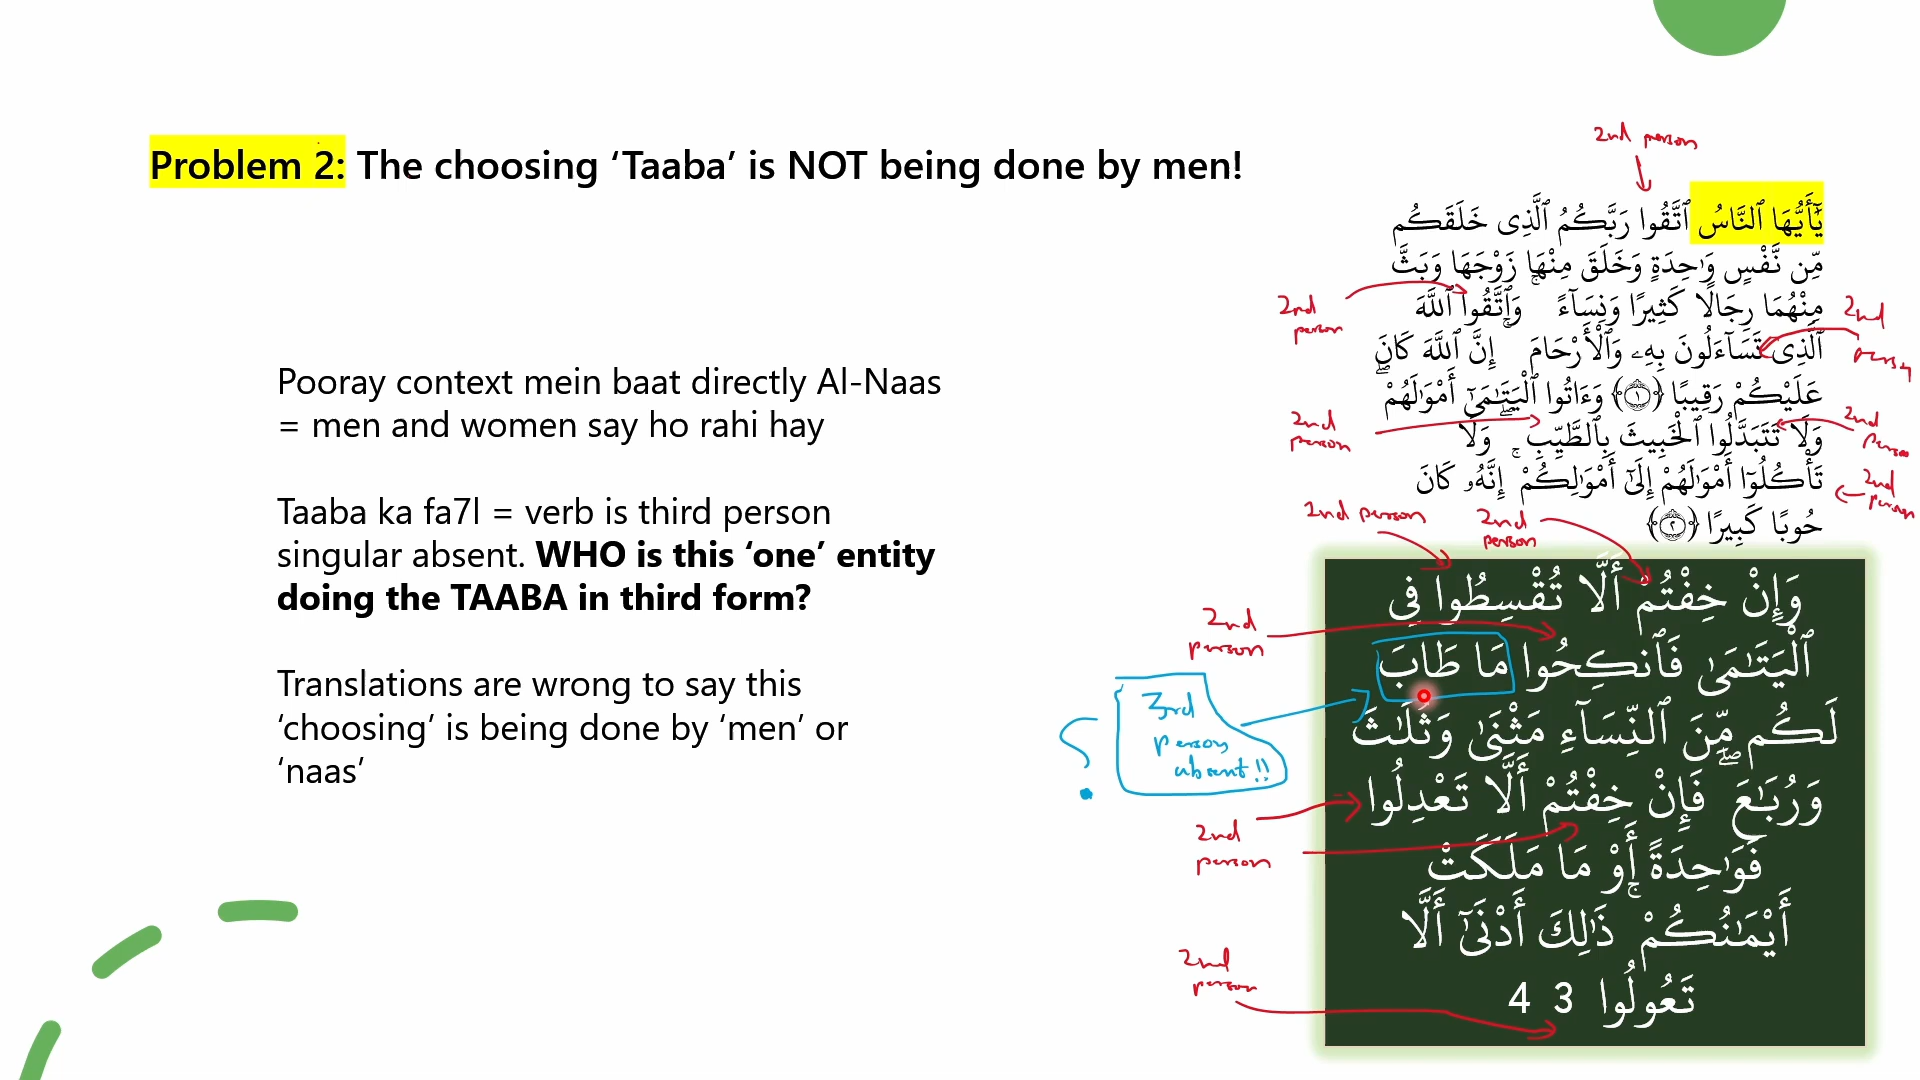 Problem 2: The choosing ‘Taaba’ is NOT being done by men!
Pooray context mein baat directly Al-Naas
= men and women say ho rahi hay
Taaba ka fa7l = verb is third person
singular absent. WHO is this ‘one’ entity
doing the TAABA in third form?
Translations are wrong to say this
‘choosing’ is being done by ‘men’ or
‘naas’
2nd person
يَٰٓأَيُّهَا ٱلنَّاسُ ٱتَّقُوا رَبَّكُمُ ٱلَّذِى خَلَقَكُم
مِّن نَّفْسٍ وَٰحِدَةٍ وَخَلَقَ مِنْهَا زَوْجَهَا وَبَثَّ
مِنْهُمَا رِجَالًا كَثِيرًا وَنِسَآءً ۚ وَٱتَّقُوا ٱللَّهَ
2nd
person
2nd
person
ٱلَّذِى تَسَآءَلُونَ بِهِۦ وَٱلْأَرْحَامَ ۚ إِنَّ ٱللَّهَ كَانَ
عَلَيْكُمْ رَقِيبًا ﴿١﴾ وَءَاتُوا ٱلْيَتَٰمَىٰٓ أَمْوَٰلَهُمْ ۖ
2nd
person
2nd
person
وَلَا تَتَبَدَّلُوا ٱلْخَبِيثَ بِٱلطَّيِّبِ ۖ وَلَا
تَأْكُلُوٓا أَمْوَٰلَهُمْ إِلَىٰٓ أَمْوَٰلِكُمْ ۚ إِنَّهُۥ كَانَ
2nd
person
حُوبًا كَبِيرًا ﴿٢﴾
2nd person
2nd
person
وَإِنْ خِفْتُمْ أَلَّا تُقْسِطُوا فِى
2nd
person
ٱلْيَتَٰمَىٰ فَٱنكِحُوا مَا طَابَ
3rd
person
absent!!
?
لَكُم مِّنَ ٱلنِّسَآءِ مَثْنَىٰ وَثُلَٰثَ
وَرُبَٰعَ ۖ فَإِنْ خِفْتُمْ أَلَّا تَعْدِلُوا
2nd
person
فَوَٰحِدَةً أَوْ مَا مَلَكَتْ
أَيْمَٰنُكُمْ ۚ ذَٰلِكَ أَدْنَىٰٓ أَلَّا
2nd
person
تَعُولُوا 3 4